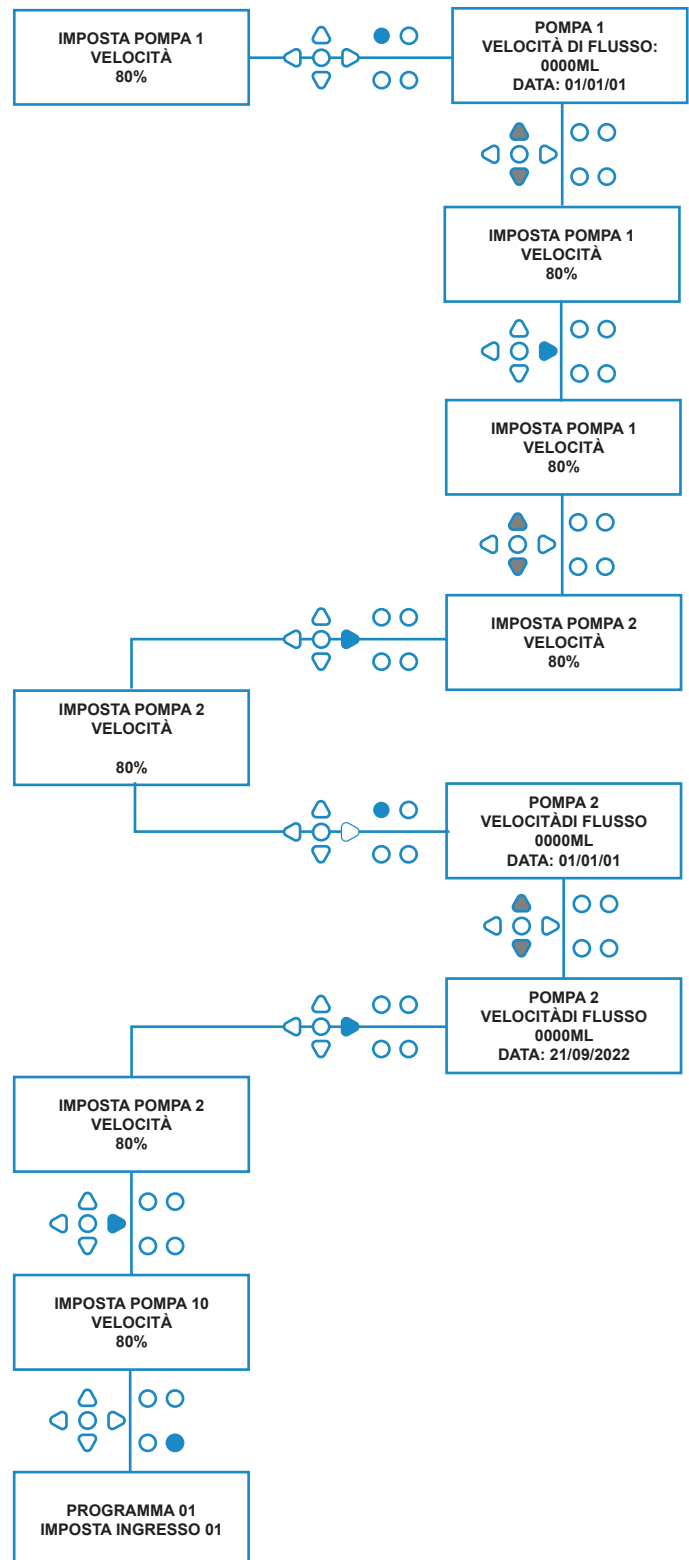 IMPOSTA POMPA 1
VELOCITÀ
80%
POMPA 1
VELOCITÀ DI FLUSSO:
0000ML
DATA: 01/01/01
IMPOSTA POMPA 1
VELOCITÀ
80%
IMPOSTA POMPA 1
VELOCITÀ
80%
IMPOSTA POMPA 2
VELOCITÀ
80%
IMPOSTA POMPA 2
VELOCITÀ
80%
POMPA 2
VELOCITÀDI FLUSSO
0000ML
DATA: 01/01/01
POMPA 2
VELOCITÀDI FLUSSO
0000ML
DATA: 21/09/2022
IMPOSTA POMPA 2
VELOCITÀ
80%
IMPOSTA POMPA 10
VELOCITÀ
80%
PROGRAMMA 01
IMPOSTA INGRESSO 01